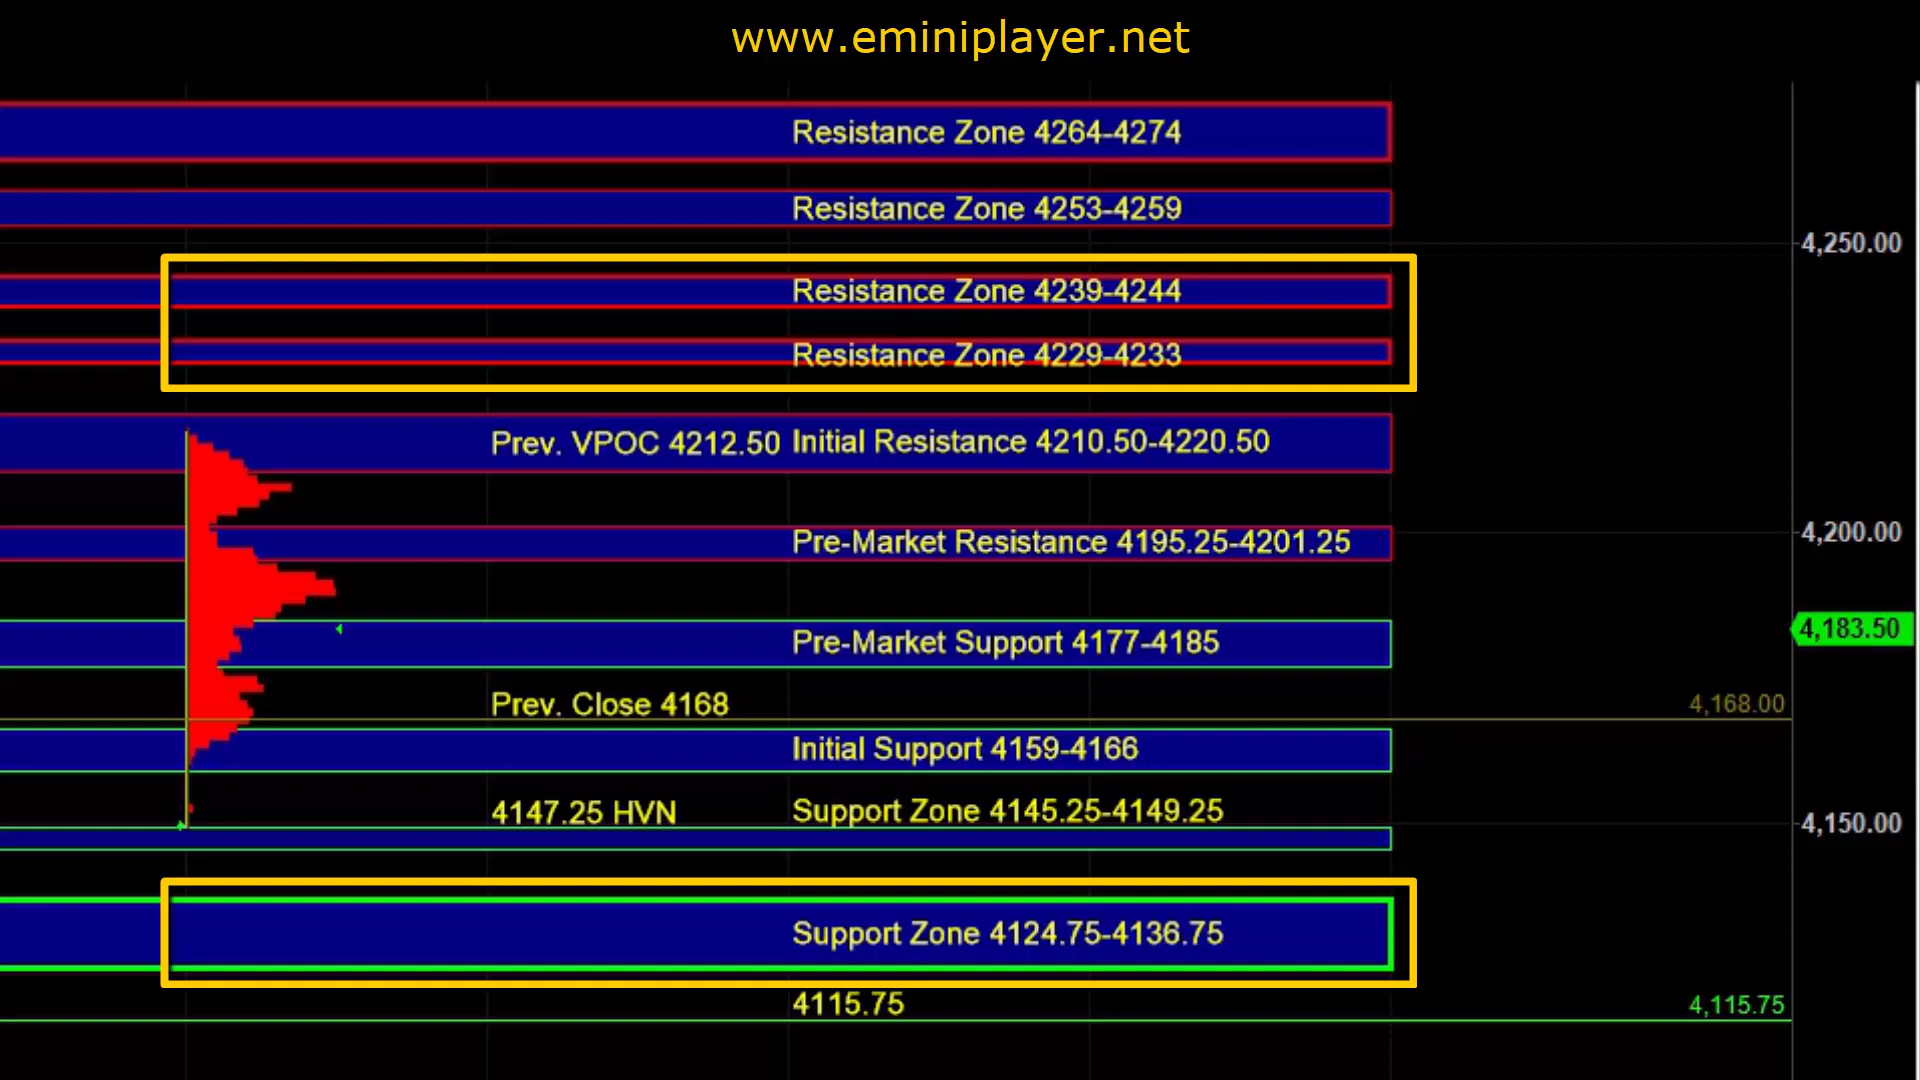 www.eminiplayer.net
Resistance Zone 4264-4274
Resistance Zone 4253-4259
4,250.00
Resistance Zone 4239-4244
Resistance Zone 4229-4233
Prev. VPOC 4212.50 Initial Resistance 4210.50-4220.50
4,200.00
Pre-Market Resistance 4195.25-4201.25
4,183.50
Pre-Market Support 4177-4185
Prev. Close 4168
4,168.00
Initial Support 4159-4166
4147.25 HVN Support Zone 4145.25-4149.25
4,150.00
Support Zone 4124.75-4136.75
4115.75
4,115.75